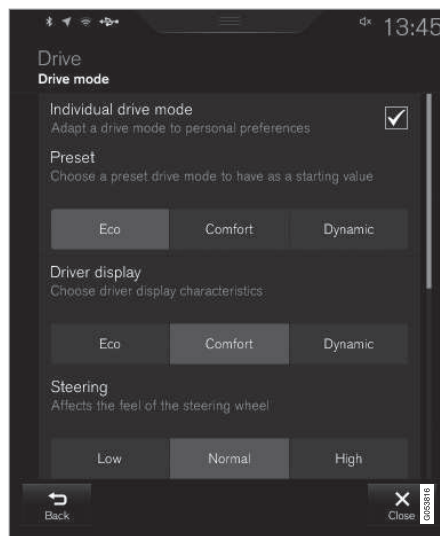 13:45
Drive
Drive mode
Individual drive mode
Adapt a drive mode to personal preferences
Preset
Choose a preset drive mode to have as a starting value
Eco Comfort Dynamic
Driver display
Choose driver display characteristics
Eco Comfort Dynamic
Steering
Affects the feel of the steering wheel
Low Normal High
Back Close
G053816